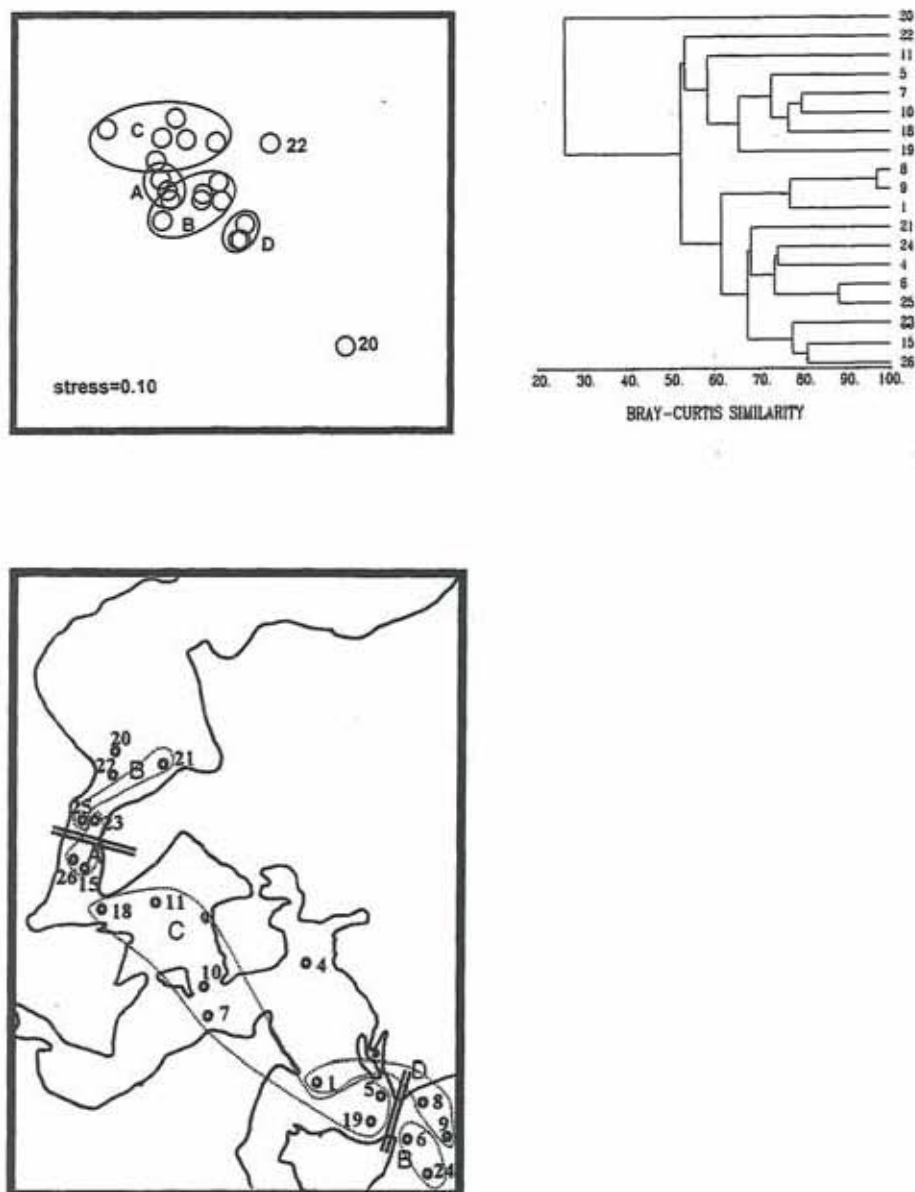 C
22
A
B
D
20
stress=0.10
20
22
11
5
7
10
18
19
8
9
1
21
24
4
6
25
23
15
26
20. 30. 40. 50. 60. 70. 80. 90. 100.
BRAY-CURTIS SIMILARITY
20
22 B 21
25 23
A
26
15
18 11
C
10
4
7
1 D
5 8
19 9
6
B
24